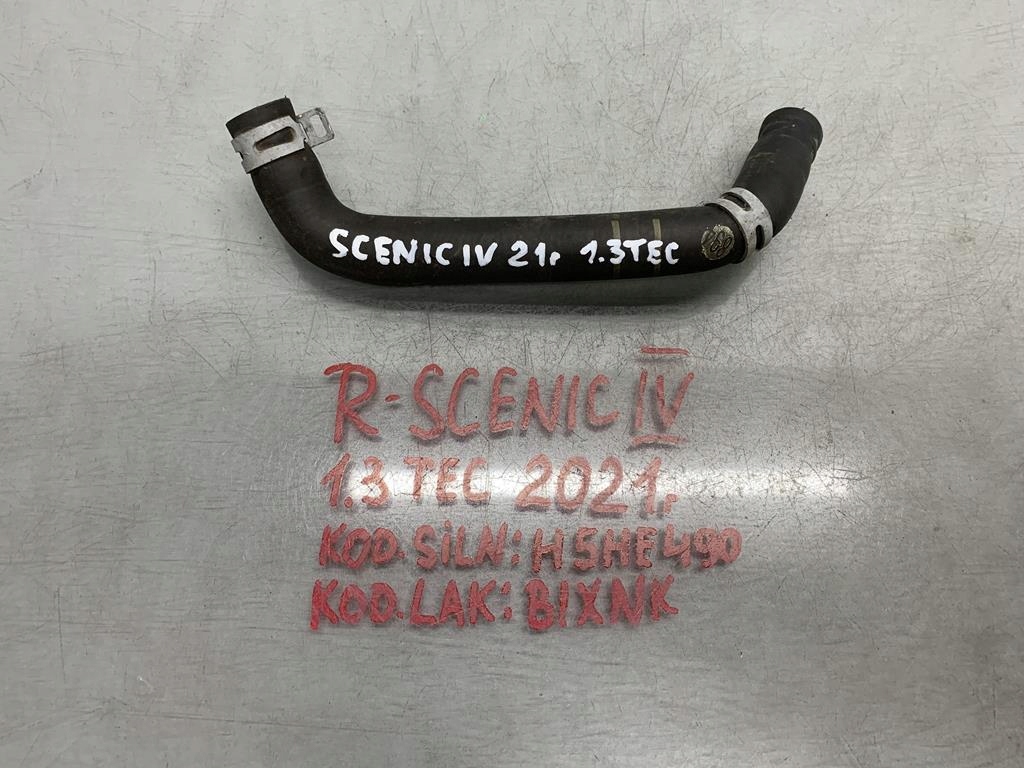 SCENIC IV 21r 1.3TEC
R-SCENIC IV
1.3 TEC 2021r
KOD.SILN: H5HE490
KOD.LAK: BIXNK